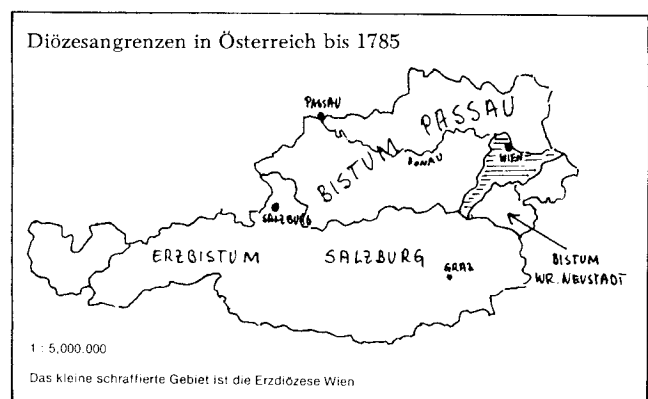 Diözesangrenzen in Österreich bis 1785
PASSAU
BISTUM PASSAU
DONAU
WIEN
SALZBURG
ERZBISTUM SALZBURG
GRAZ
BISTUM
WR. NEUSTADT
1 : 5,000.000
Das kleine schraffierte Gebiet ist die Erzdiözese Wien